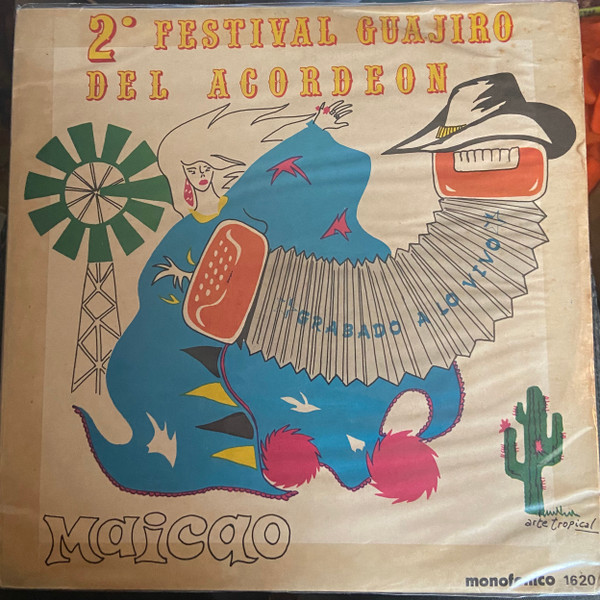 2° FESTIVAL GUAJIRO
DEL ACORDEON
¡¡GRABADO A LO VIVO!!
Maicao
arte tropical
monofonico 1620